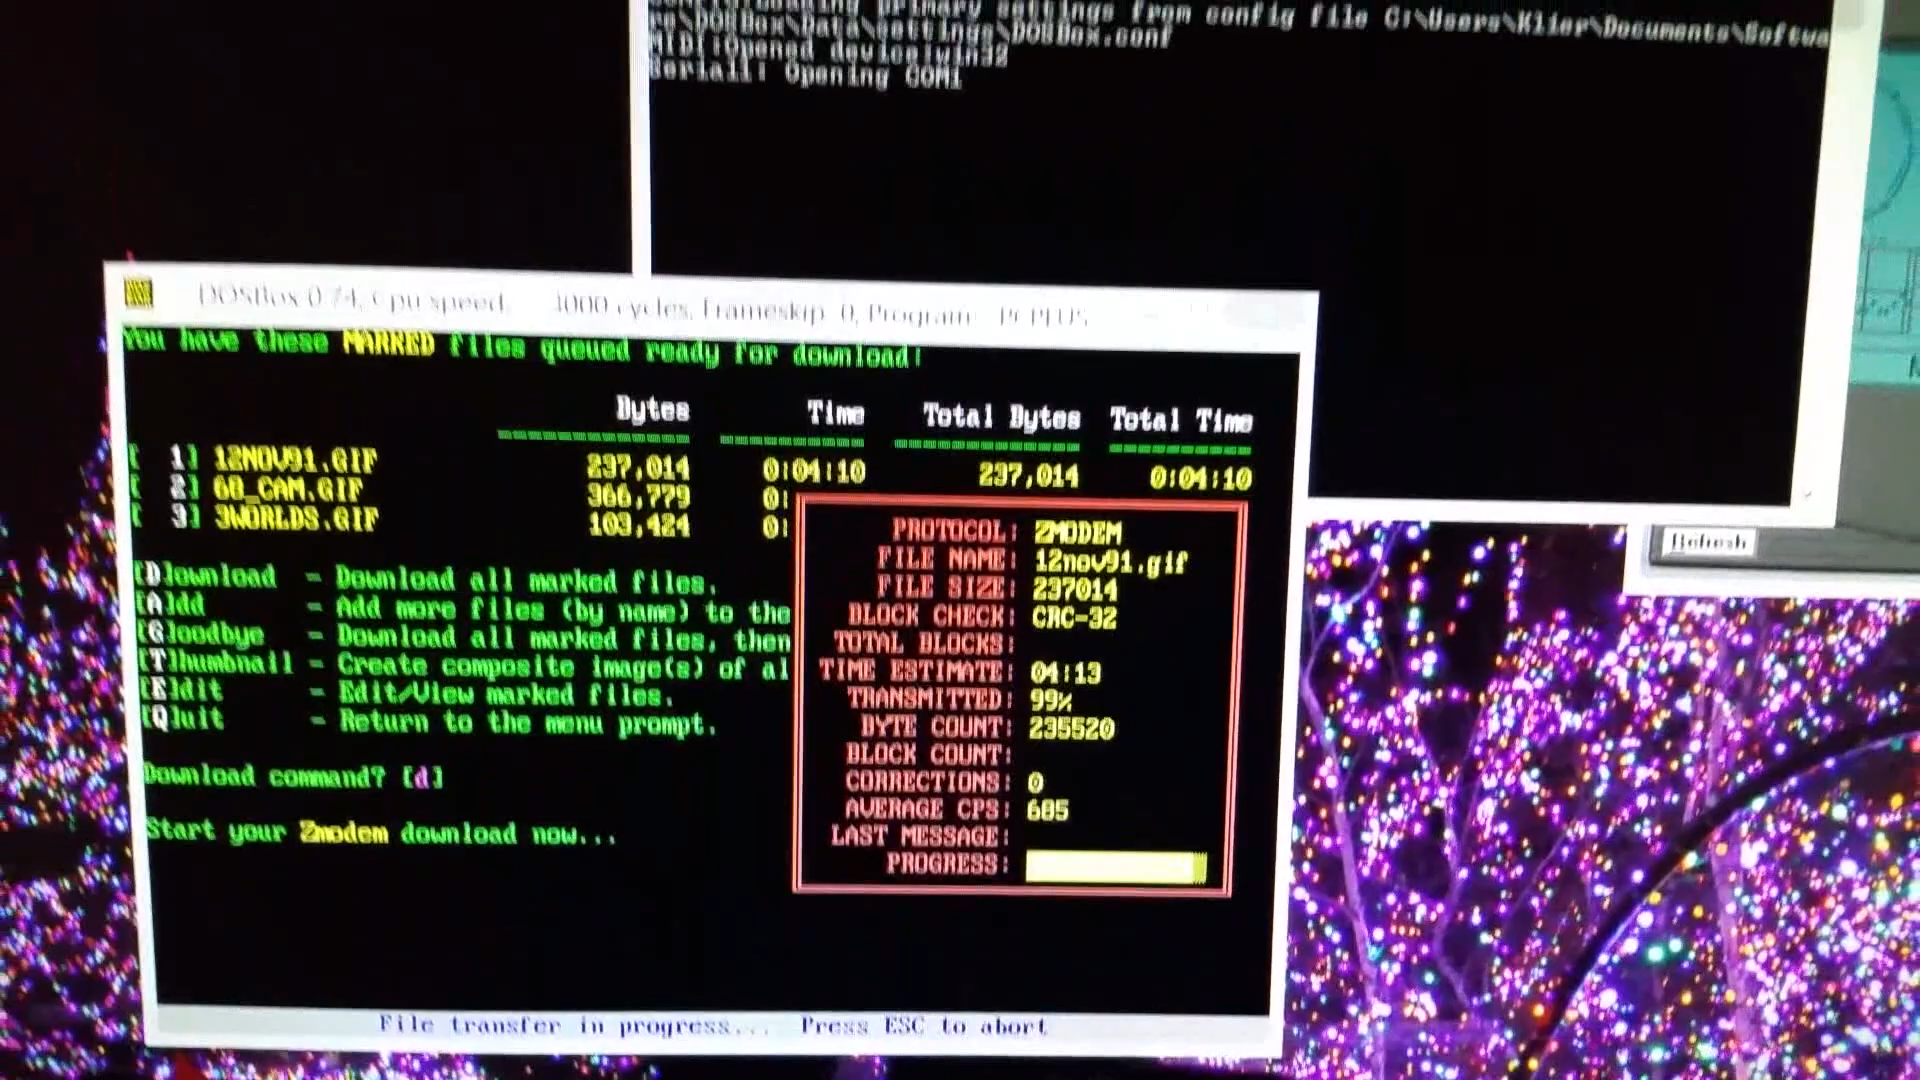 primary settings from config file C:\Users\Klier\Documents\Softwa
rs\DOSBox\Data\settings\DOSBox.conf
MIDI:Opened device:win32
Serial1: Opening COM1
DOSBox 0.74, Cpu speed: 3000 cycles, Frameskip 0, Program: PCPLUS
You have these MARKED files queued ready for download:
Bytes Time Total Bytes Total Time
[ 1] 12NOV91.GIF 237,014 0:04:10 237,014 0:04:10
[ 2] 60_CAM.GIF 366,779 0:
[ 3] 3WORLDS.GIF 103,424 0:
[D]ownload - Download all marked files.
[A]dd - Add more files (by name) to the
[G]oodbye - Download all marked files, then
[T]humbnail - Create composite image(s) of al
[E]dit - Edit/View marked files.
[Q]uit - Return to the menu prompt.
Download command? [d]
Start your Zmodem download now...
PROTOCOL: ZMODEM
FILE NAME: 12nov91.gif
FILE SIZE: 237014
BLOCK CHECK: CRC-32
TOTAL BLOCKS:
TIME ESTIMATE: 04:13
TRANSMITTED: 99%
BYTE COUNT: 235520
BLOCK COUNT:
CORRECTIONS: 0
AVERAGE CPS: 685
LAST MESSAGE:
PROGRESS:
File transfer in progress... Press ESC to abort
Refresh